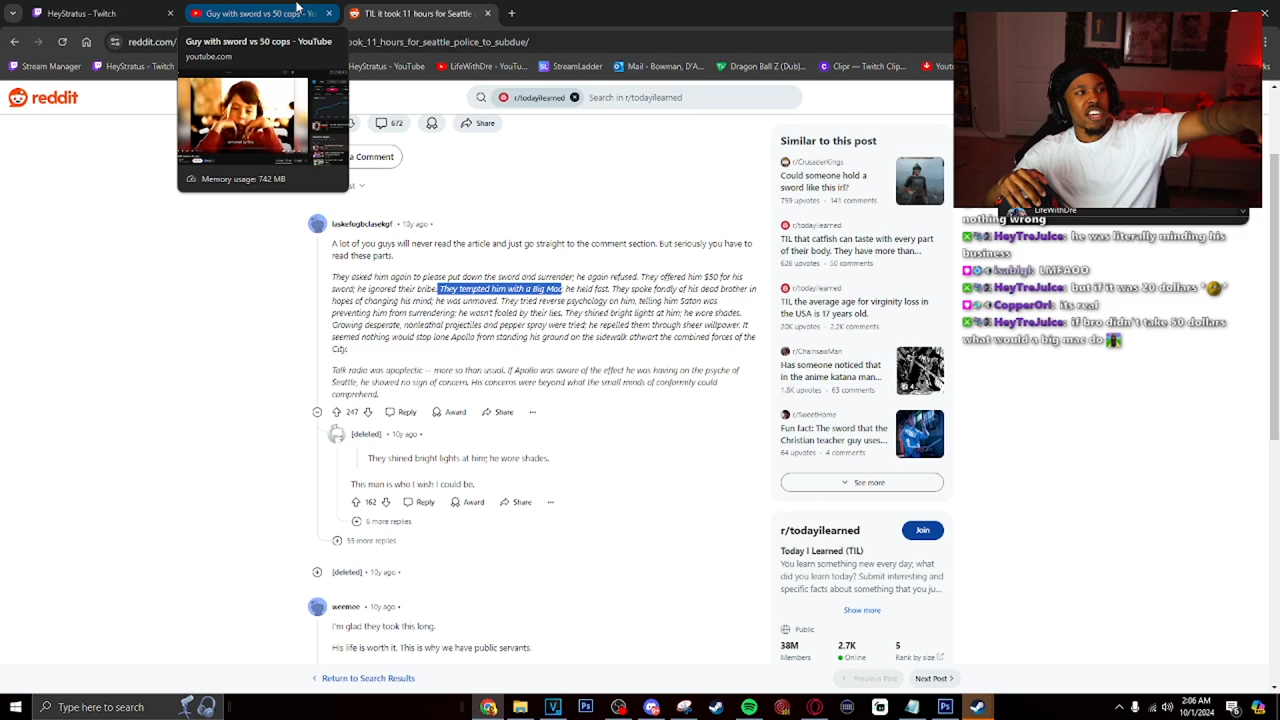 HeyStratus - Twitch
Guy with sword vs 50 cops - Yo
TIL it took 11 hours for Seattle
reddit.com/
ook_11_hours_for_seattle_police_to_subdue/
Guy with sword vs 50 cops - YouTube
youtube.com
Memory usage: 742 MB
Stream Manager
HeyStratus - Twitch
HeyStratus - YouTu...
LifeWithDre - YouTu...
StreamLadder
Mail - Bowman, D'A...
Dragon Ball Z (Dub)...
Clipr — Twitch Clip...
Download You
reddit
r/todayilearned
Search in r/todayilearned
672
Share
a Comment
laskefugbclasekgf • 10y ago •
A lot of you guys will never read the article and just go straight to the comment section. But seriously you have to
read these parts.
They asked him again to please put down the sword and surrender; he again refused. They offered him $50 for his
sword; he ignored them. They tempted him with a Big Mac; he held fast. They spoke fondly of his dead brother in
hopes of changing his mind; he was unmoved. They tried reverse psychology on him, telling him Satan was
preventing him from surrendering; he wasn't fooled. They shined bright lights at him; he wore shades.
Growing desperate, nonlethal projectiles and pepper spray were employed; he repelled them through sheer willpower. It
seemed nothing would stop lone Apollo from standing his ground on the sidewalk athwart the combined forces of the
City.
Talk radio was apoplectic -- more so than usual. If Apollo was aware of the effect he was having on the psyche of
Seattle, he showed no sign of concern. His concerns were beyond what the small minds of conformity could
comprehend.
247
Reply
Award
Share
[deleted] • 10y ago •
They shined bright lights at him; he wore shades.
This man is who I wish I could be.
162
Reply
Award
Share
6 more replies
55 more replies
[deleted] • 10y ago •
weemee • 10y ago •
I'm glad they took this long.
His life is worth it. This is why we have public servants.
Return to Search Results
Previous Post
Next Post
Similar to this post
r/CrusaderKings
Could someone hold a
sword like this irl?
759 upvotes · 141 comments
r/todayilearned
TIL that catfish can taste with every part
of their body. They have more than...
626 upvotes · 50 comments
r/todayilearned
TIL the average age for virginity loss in
the USA is 17 years old.
20K upvotes · 2.2K comments
r/ChainsawMan
Has someone noticed that
in the anime katana man...
1.8K upvotes · 63 comments
r/SweetHome
Fun fact: The sword that the
Christian teacher guy uses...
64 upvotes · 4 comments
See more
r/todayilearned
Join
Today I Learned (TIL)
You learn something new every day; what
did you learn today? Submit interesting and
specific facts about something that you ju...
Show more
Public
38M
Members
2.7K
Online
5
Rank by size
LifeWithDre
nothing wrong
HeyTreJuice: he was literally minding his
business
isablgl: LMFAOO
HeyTreJuice: but if it was 20 dollars
CopperOri: its real
HeyTreJuice: if bro didn't take 50 dollars
what would a big mac do
Type here to search
2:06 AM
10/1/2024
6